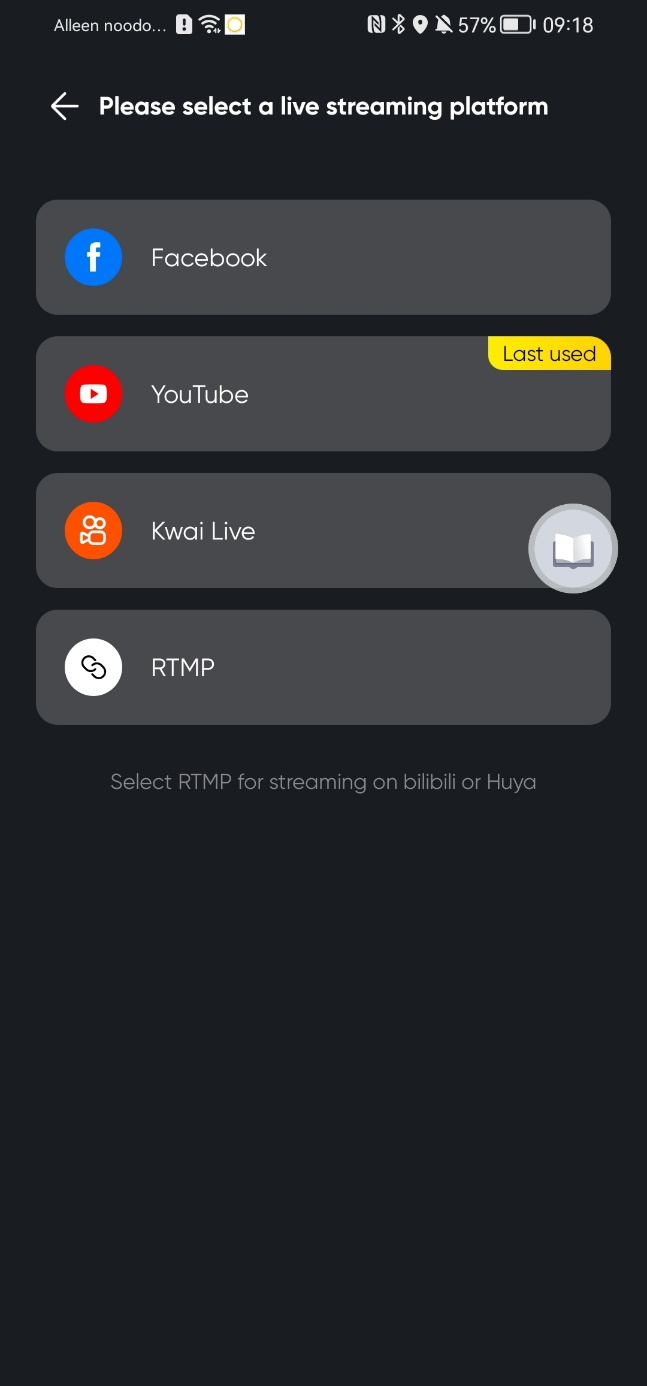 Alleen noodo... 57% 09:18
Please select a live streaming platform
Facebook
Last used
YouTube
Kwai Live
RTMP
Select RTMP for streaming on bilibili or Huya